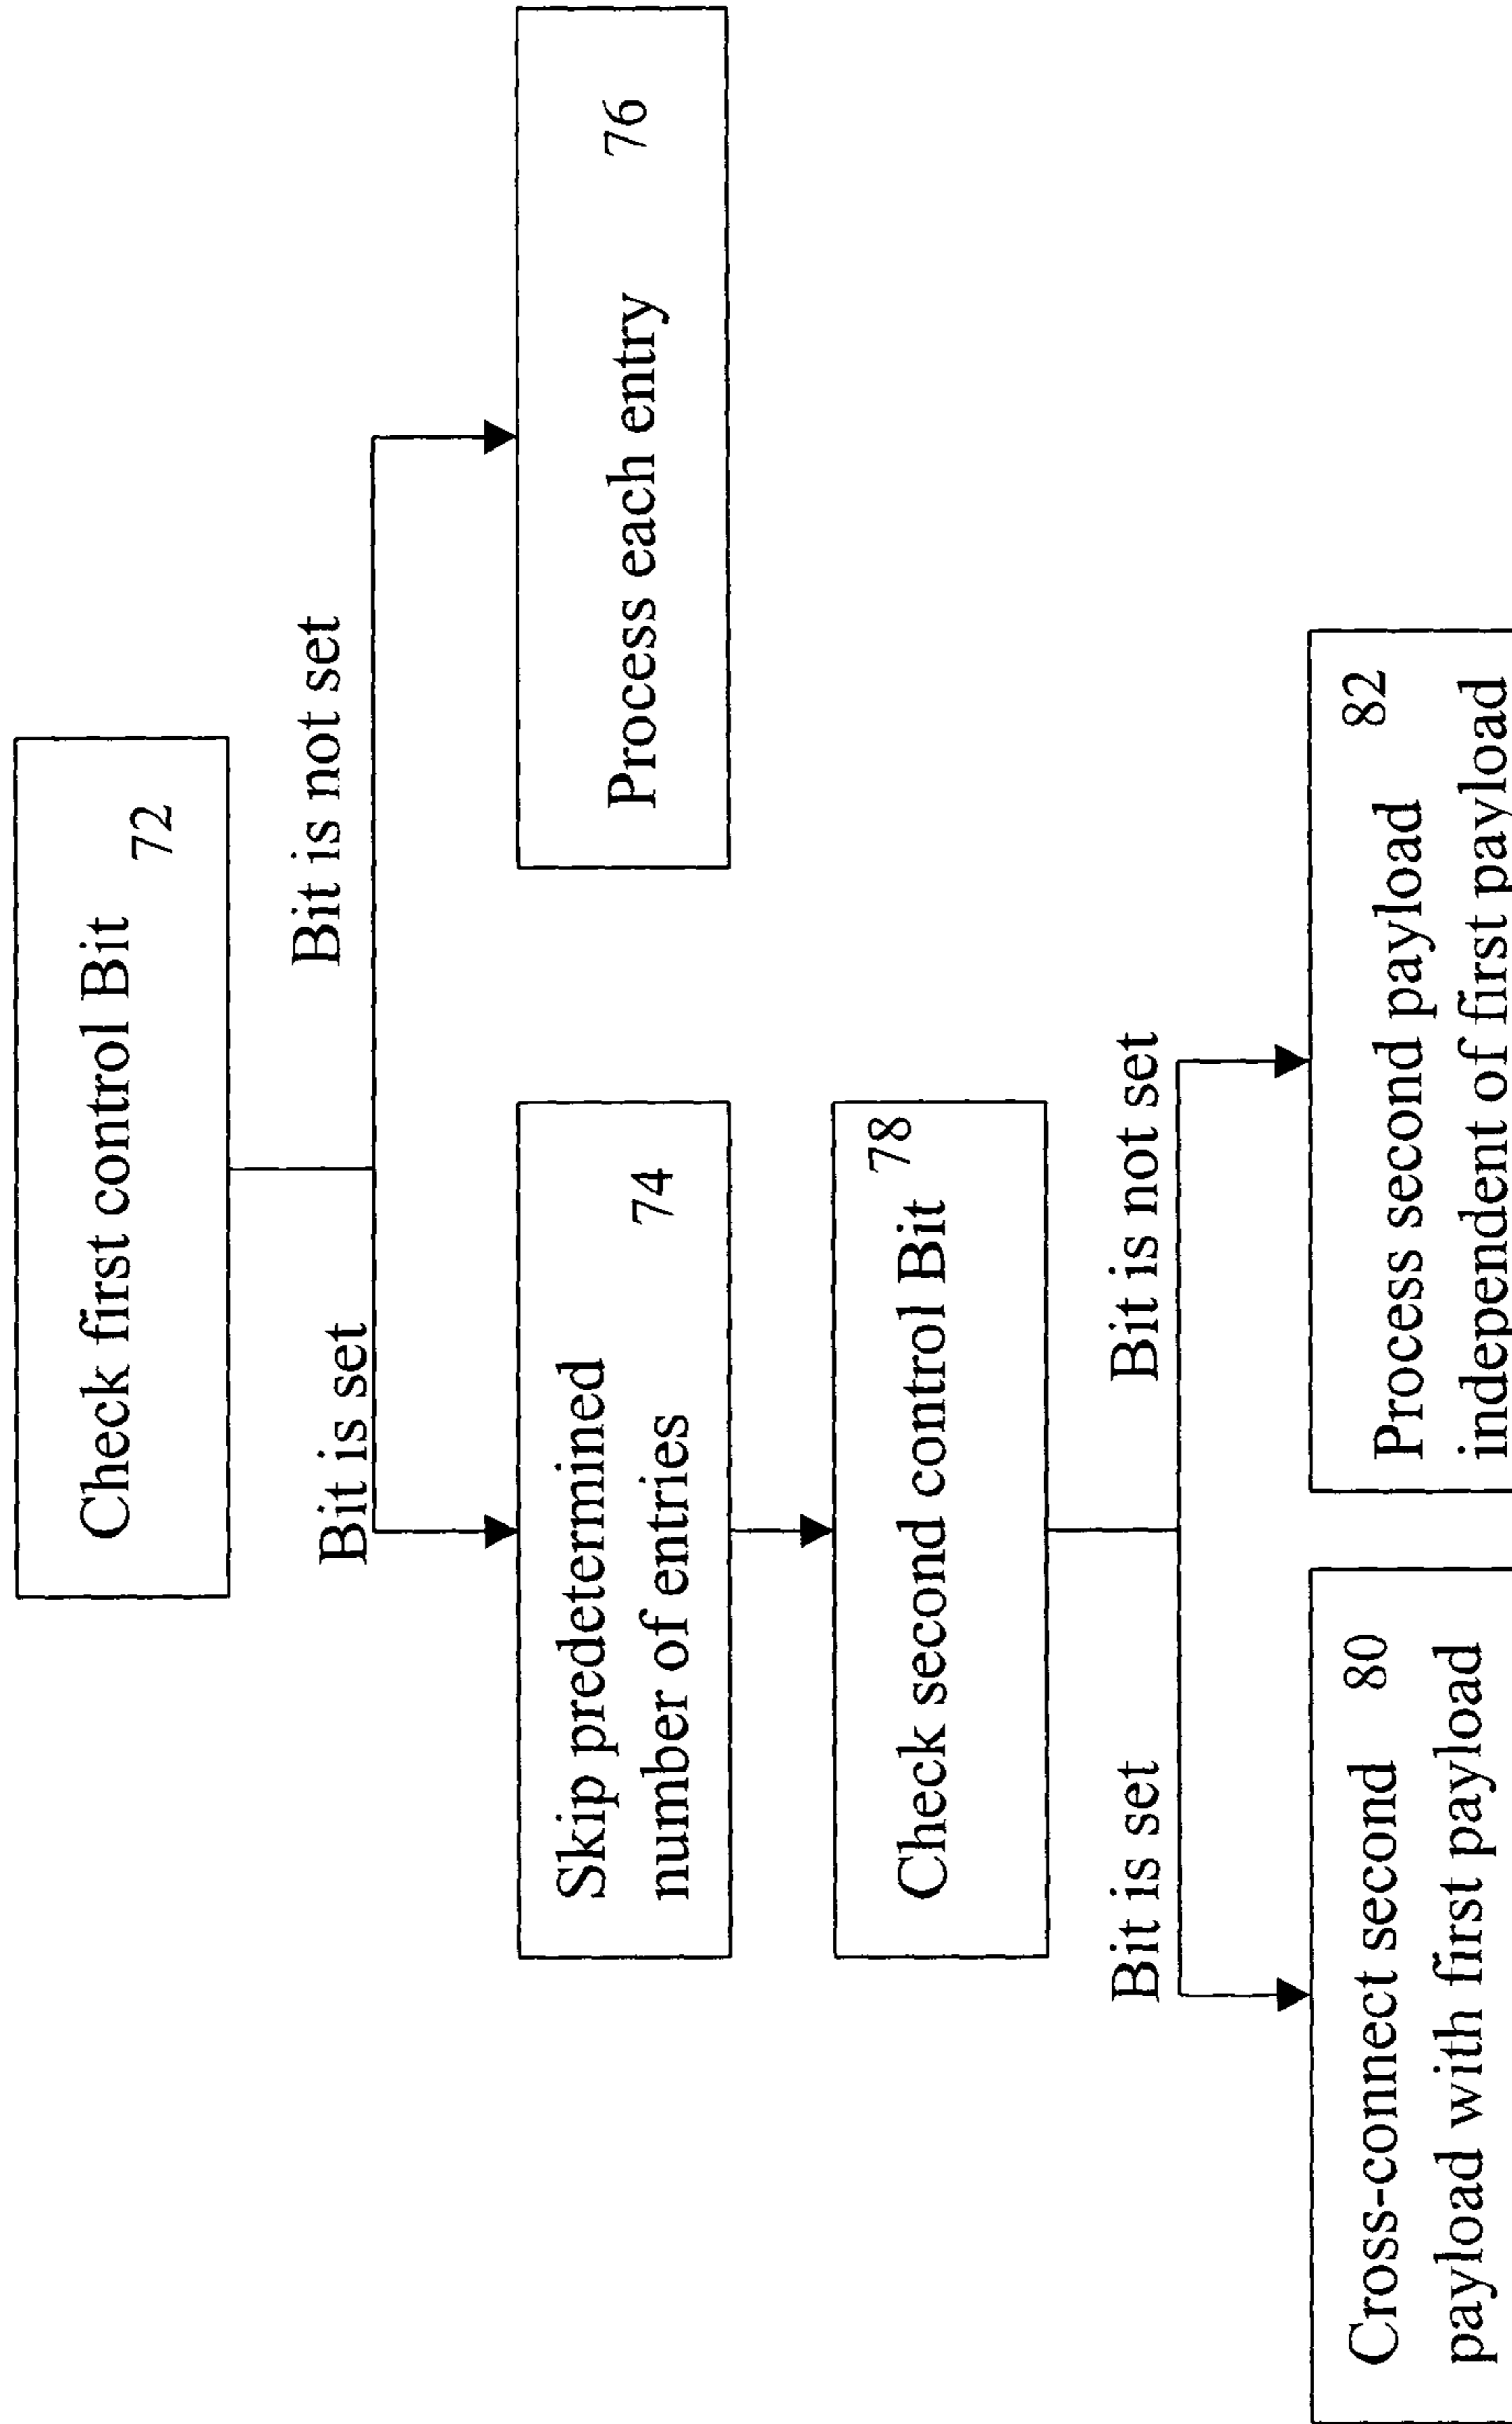 Check first control Bit
72
Bit is set
Bit is not set
Skip predetermined
number of entries
74
Process each entry 76
Check second control Bit
78
Bit is set
Bit is not set
Cross-connect second 80
payload with first payload
Process second payload 82
independent of first payload